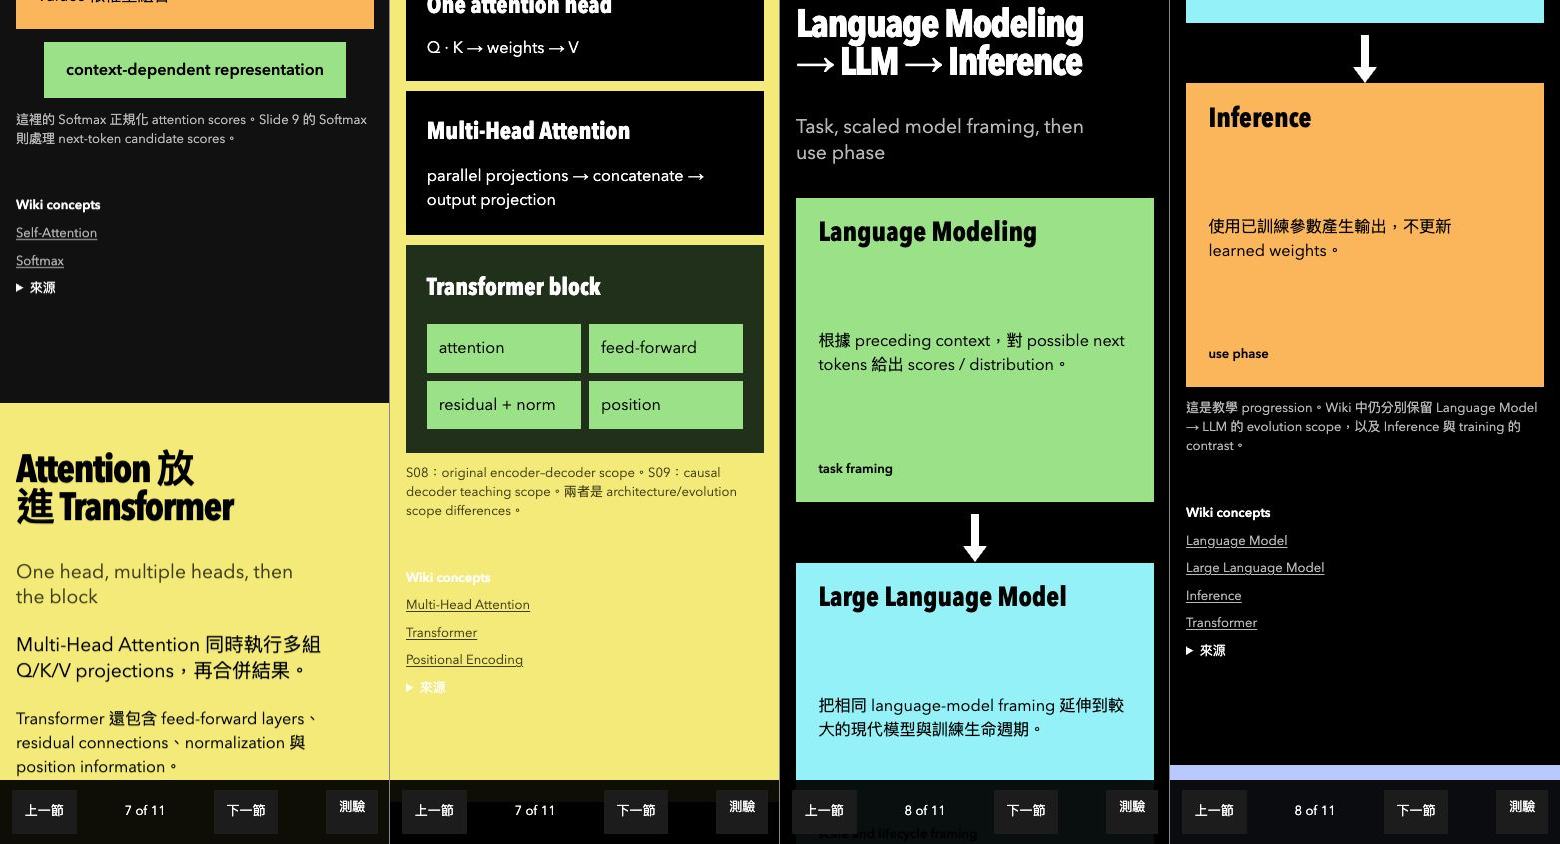 context-dependent representation
這裡的 Softmax 正規化 attention scores。Slide 9 的 Softmax
則處理 next-token candidate scores。
Wiki concepts
Self-Attention
Softmax
▶ 來源
Attention 放
進 Transformer
One head, multiple heads, then
the block
Multi-Head Attention 同時執行多組
Q/K/V projections，再合併結果。
Transformer 還包含 feed-forward layers、
residual connections、normalization 與
position information。
上一節 7 of 11 下一節 測驗
One attention head
Q · K → weights → V
Multi-Head Attention
parallel projections → concatenate →
output projection
Transformer block
attention feed-forward
residual + norm position
S08：original encoder–decoder scope。S09：causal
decoder teaching scope。兩者是 architecture/evolution
scope differences。
Wiki concepts
Multi-Head Attention
Transformer
Positional Encoding
▶ 來源
上一節 7 of 11 下一節 測驗
Language Modeling
→ LLM → Inference
Task, scaled model framing, then
use phase
Language Modeling
根據 preceding context，對 possible next
tokens 給出 scores / distribution。
task framing
Large Language Model
把相同 language-model framing 延伸到較
大的現代模型與訓練生命週期。
上一節 8 of 11 下一節 測驗
scale and lifecycle framing
Inference
使用已訓練參數產生輸出，不更新
learned weights。
use phase
這是教學 progression。Wiki 中仍分別保留 Language Model
→ LLM 的 evolution scope，以及 Inference 與 training 的
contrast。
Wiki concepts
Language Model
Large Language Model
Inference
Transformer
▶ 來源
上一節 8 of 11 下一節 測驗